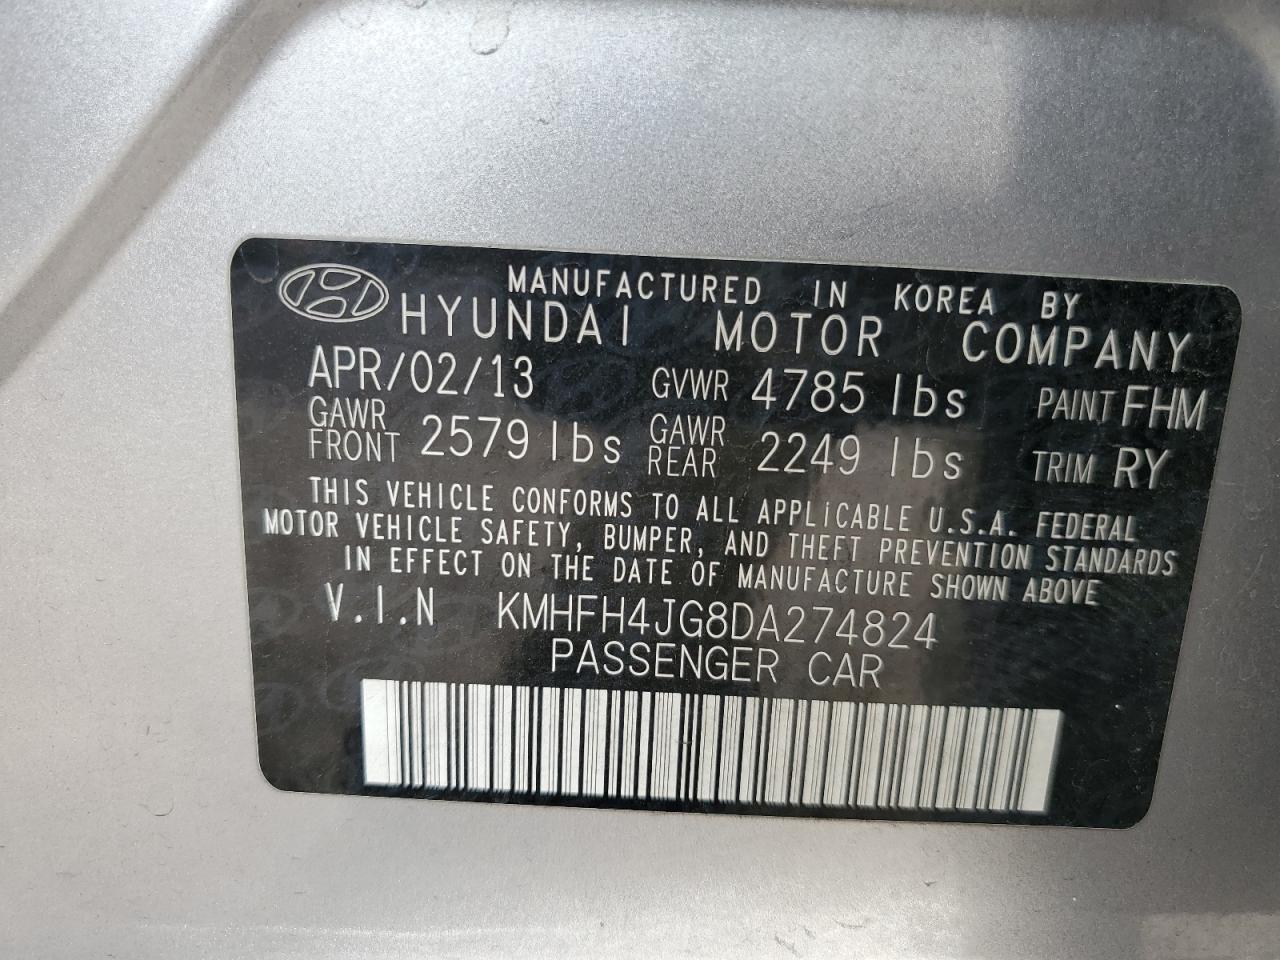 MANUFACTURED IN KOREA BY
HYUNDAI MOTOR COMPANY
APR/02/13 GVWR 4785 lbs PAINT FHM
GAWR FRONT 2579 lbs GAWR REAR 2249 lbs TRIM RY
THIS VEHICLE CONFORMS TO ALL APPLICABLE U.S.A. FEDERAL
MOTOR VEHICLE SAFETY, BUMPER, AND THEFT PREVENTION STANDARDS
IN EFFECT ON THE DATE OF MANUFACTURE SHOWN ABOVE
V.I.N KMHFH4JG8DA274824
PASSENGER CAR